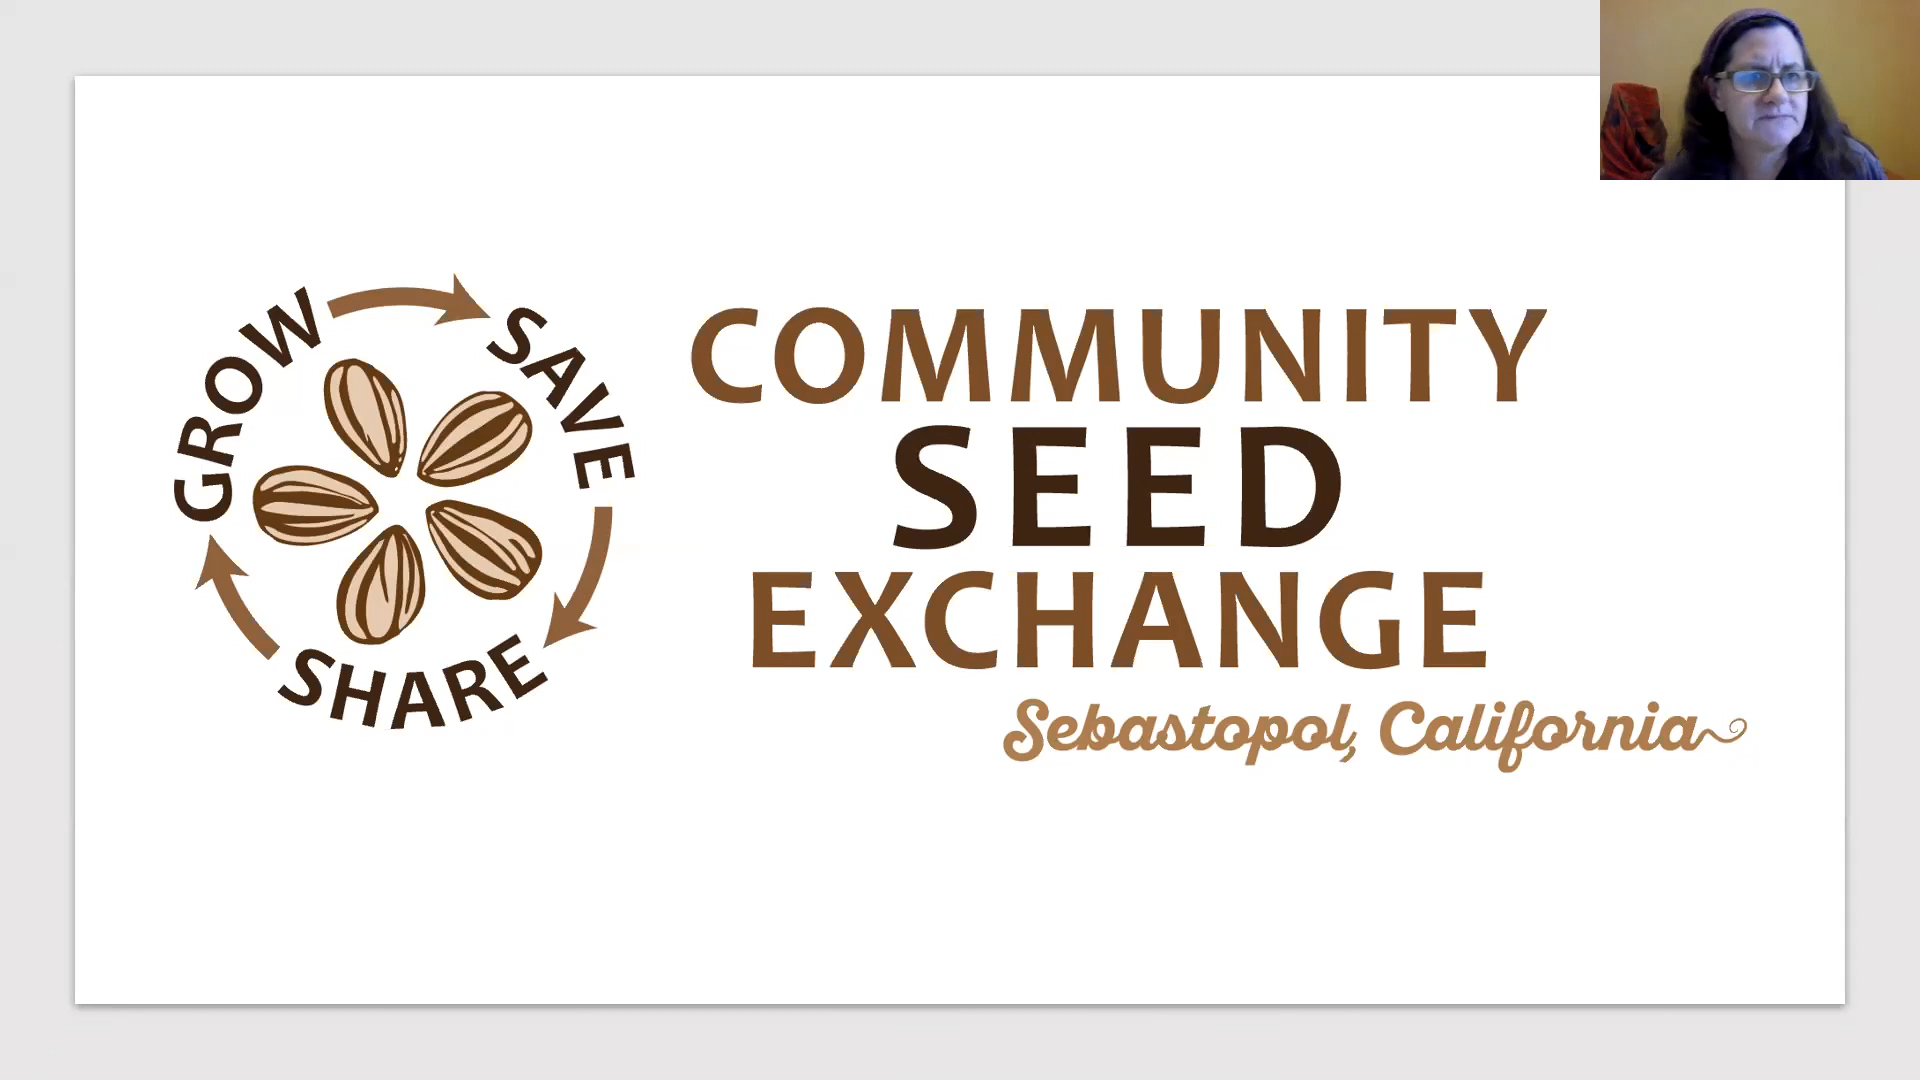 GROW
SAVE
SHARE
COMMUNITY
SEED
EXCHANGE
Sebastopol, California